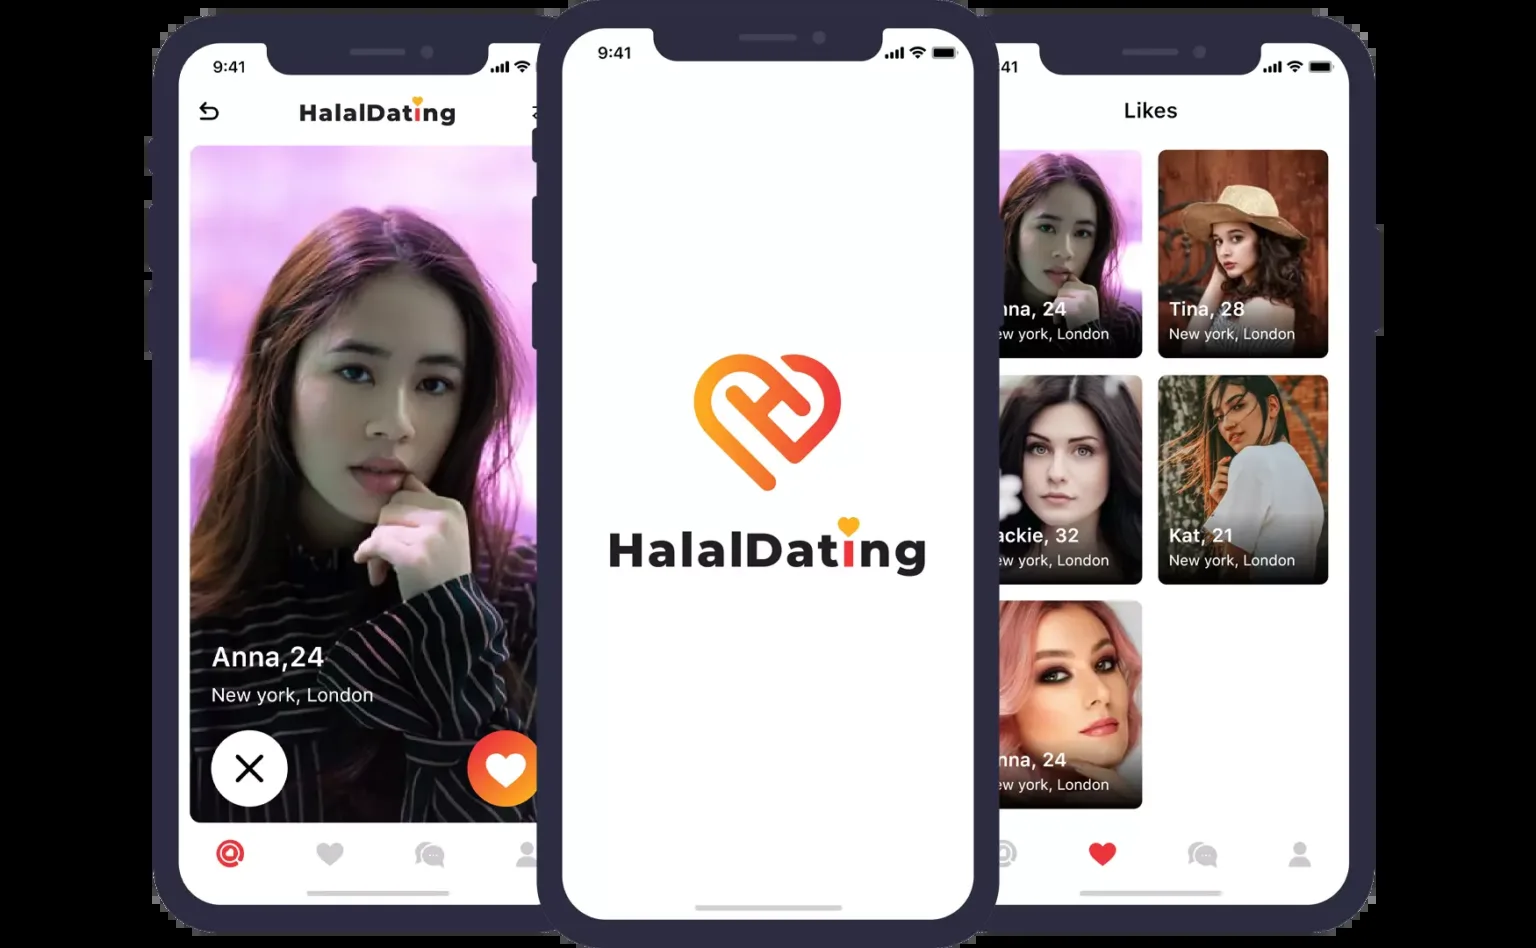 9:41
HalalDating
Anna,24
New york, London
9:41
HalalDating
41
Likes
nna, 24
ew york, London
Tina, 28
New york, London
ackie, 32
ew york, London
Kat, 21
New york, London
nna, 24
ew york, London